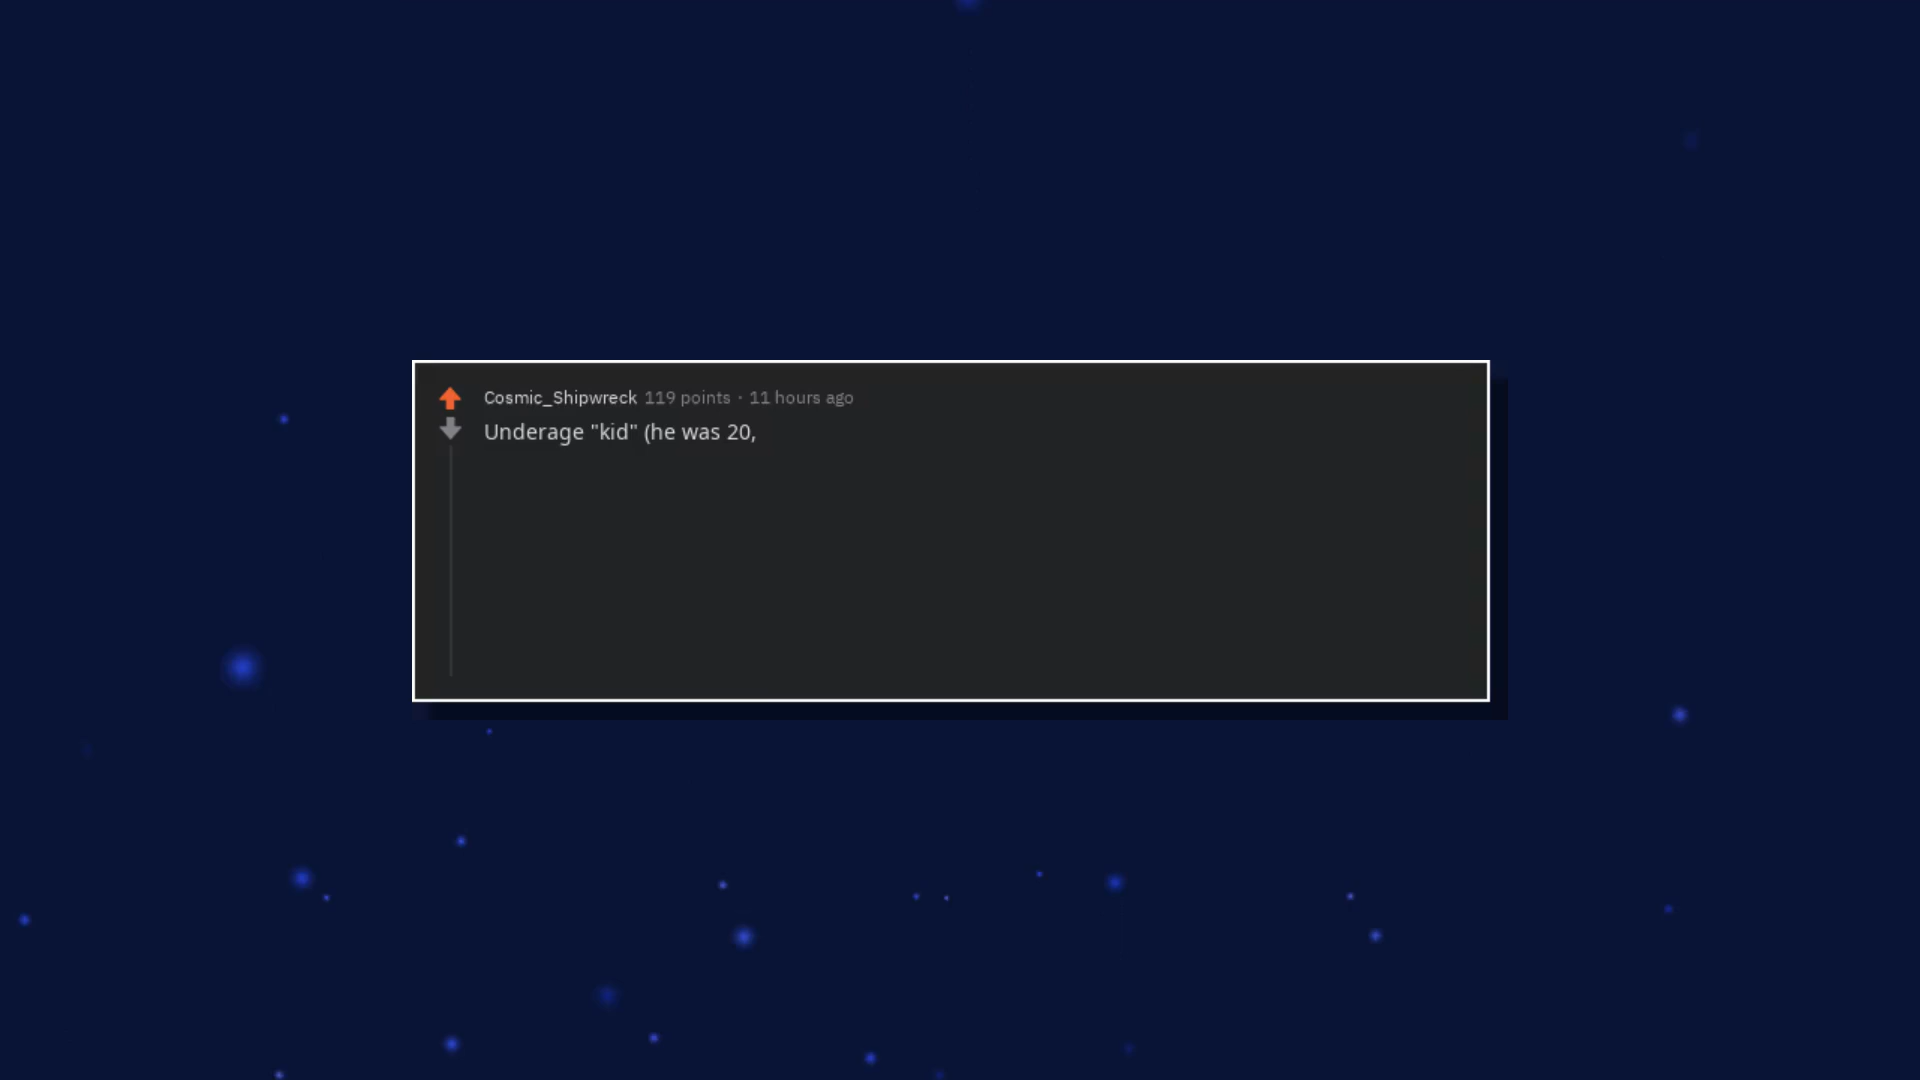 Cosmic_Shipwreck 119 points · 11 hours ago
Underage "kid" (he was 20,